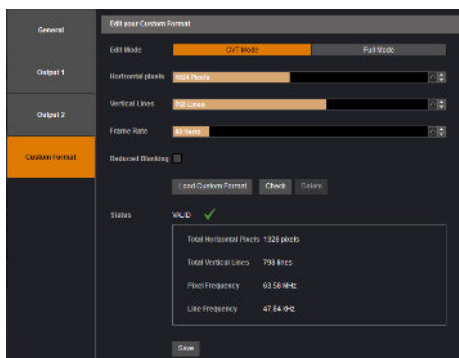 General
Output 1
Output 2
Custom Format
Edit your Custom Format
Edit Mode
CVT Mode
Full Mode
Horizontal pixels
1024 Pixels
Vertical Lines
768 Lines
Frame Rate
60 Hertz
Reduced Blanking
Load Custom Format
Check
Delete
Status
VALID
Total Horizontal Pixels 1328 pixels
Total Vertical Lines 798 lines
Pixel Frequency 63.56 MHz
Line Frequency 47.84 kHz
Save